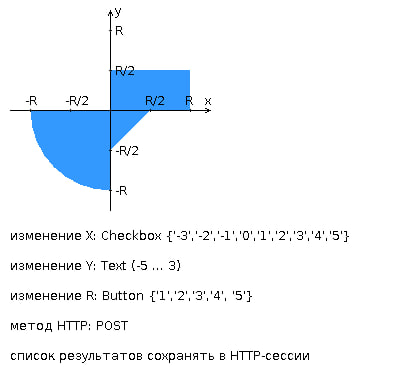 y
R
R/2
-R -R/2 R/2 R x
-R/2
-R
изменение X: Checkbox {'-3','-2','-1','0','1','2','3','4','5'}
изменение Y: Text (-5 ... 3)
изменение R: Button {'1','2','3','4', '5'}
метод HTTP: POST
список результатов сохранять в HTTP-сессии